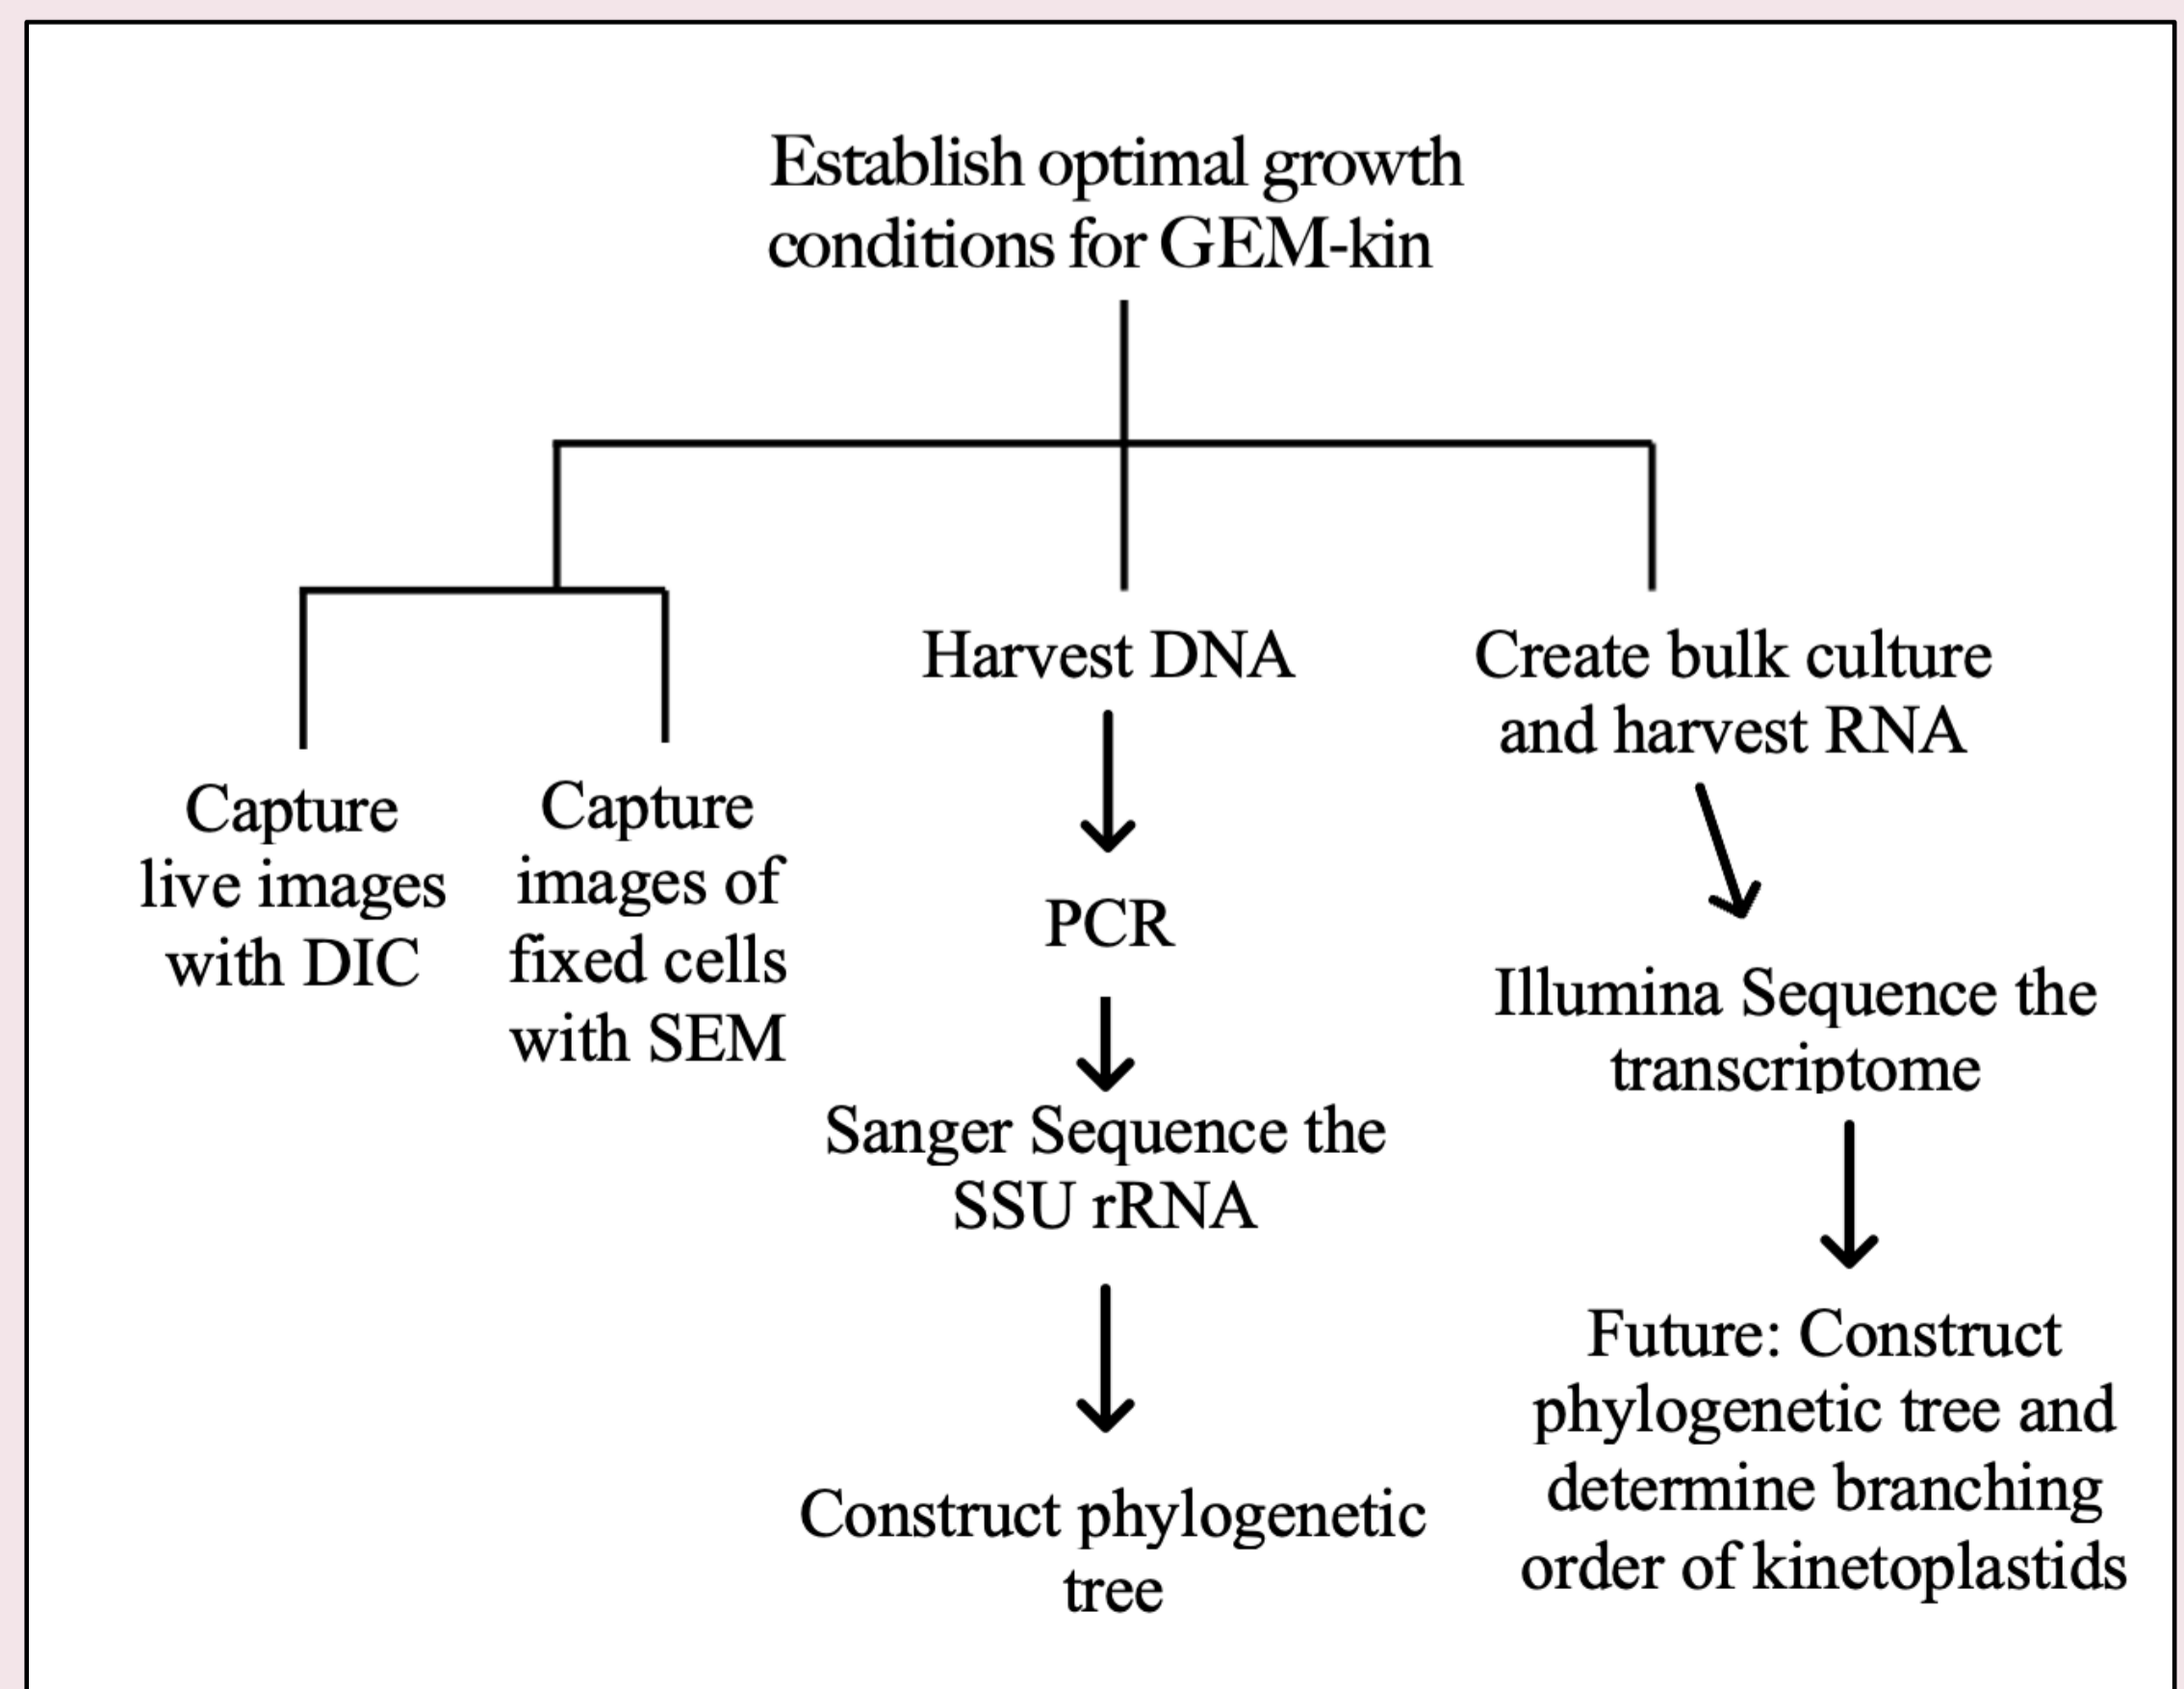 Establish optimal growth
conditions for GEM-kin
Capture
live images
with DIC
Capture
images of
fixed cells
with SEM
Harvest DNA
PCR
Sanger Sequence the
SSU rRNA
Construct phylogenetic
tree
Create bulk culture
and harvest RNA
Illumina Sequence the
transcriptome
Future: Construct
phylogenetic tree and
determine branching
order of kinetoplastids